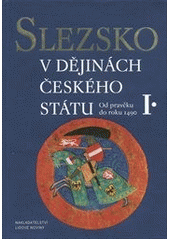 SLEZSKO
V DĚJINÁCH
ČESKÉHO
STÁTU
Od pravěku
do roku 1490
I.
NAKLADATELSTVÍ
LIDOVÉ NOVINY